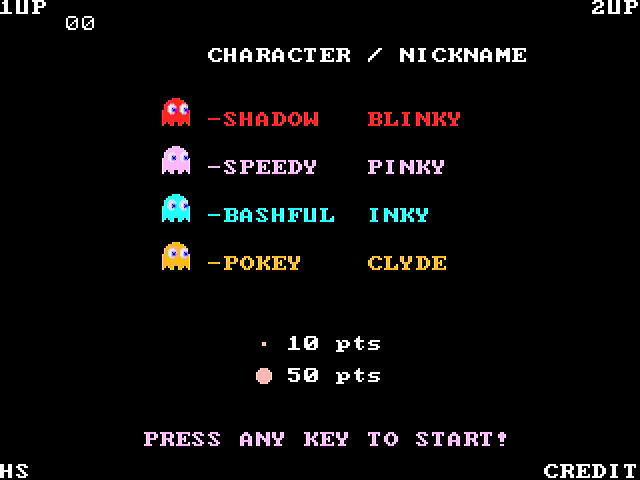 1UP 2UP
00
CHARACTER / NICKNAME
-SHADOW BLINKY
-SPEEDY PINKY
-BASHFUL INKY
-POKEY CLYDE
10 pts
50 pts
PRESS ANY KEY TO START!
HS CREDIT